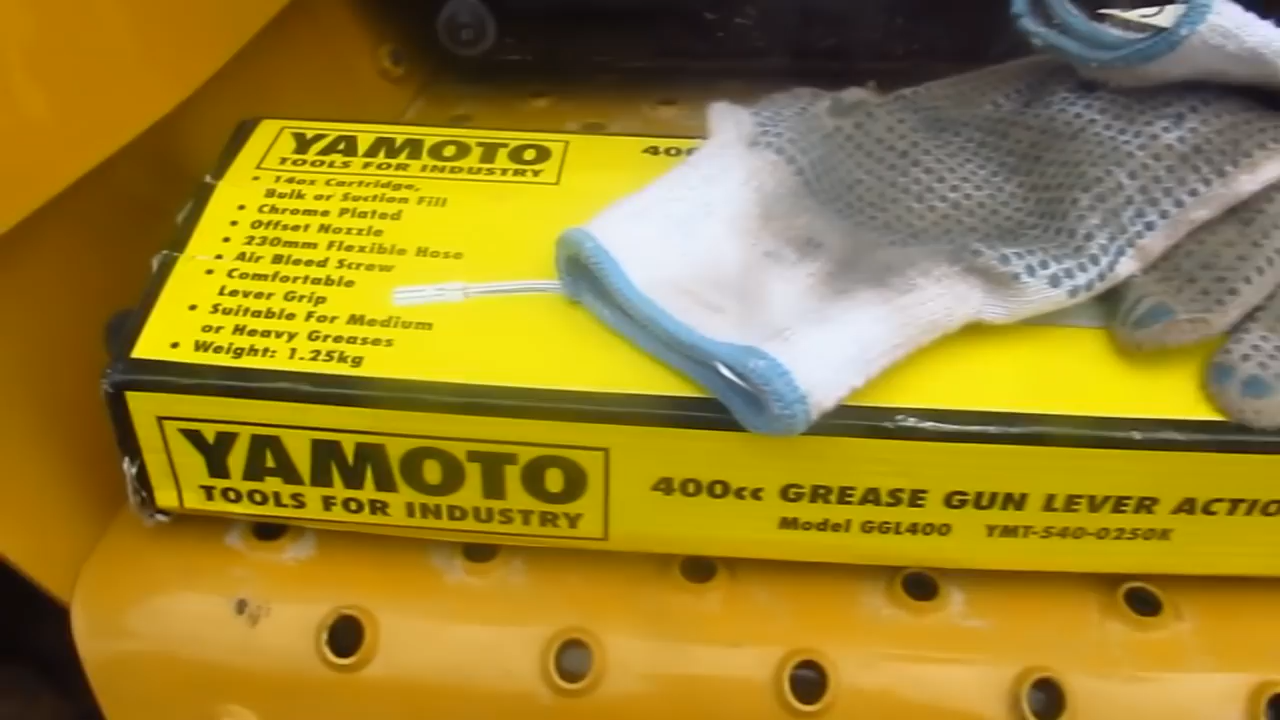 YAMOTO
TOOLS FOR INDUSTRY
400
• 14oz Cartridge,
Bulk or Suction Fill
• Chrome Plated
• Offset Nozzle
• 230mm Flexible Hose
• Air Bleed Screw
• Comfortable
Lever Grip
• Suitable For Medium
or Heavy Greases
• Weight: 1.25kg
YAMOTO
TOOLS FOR INDUSTRY
400cc GREASE GUN LEVER ACTIO
Model GGL400 YMT-540-0250K